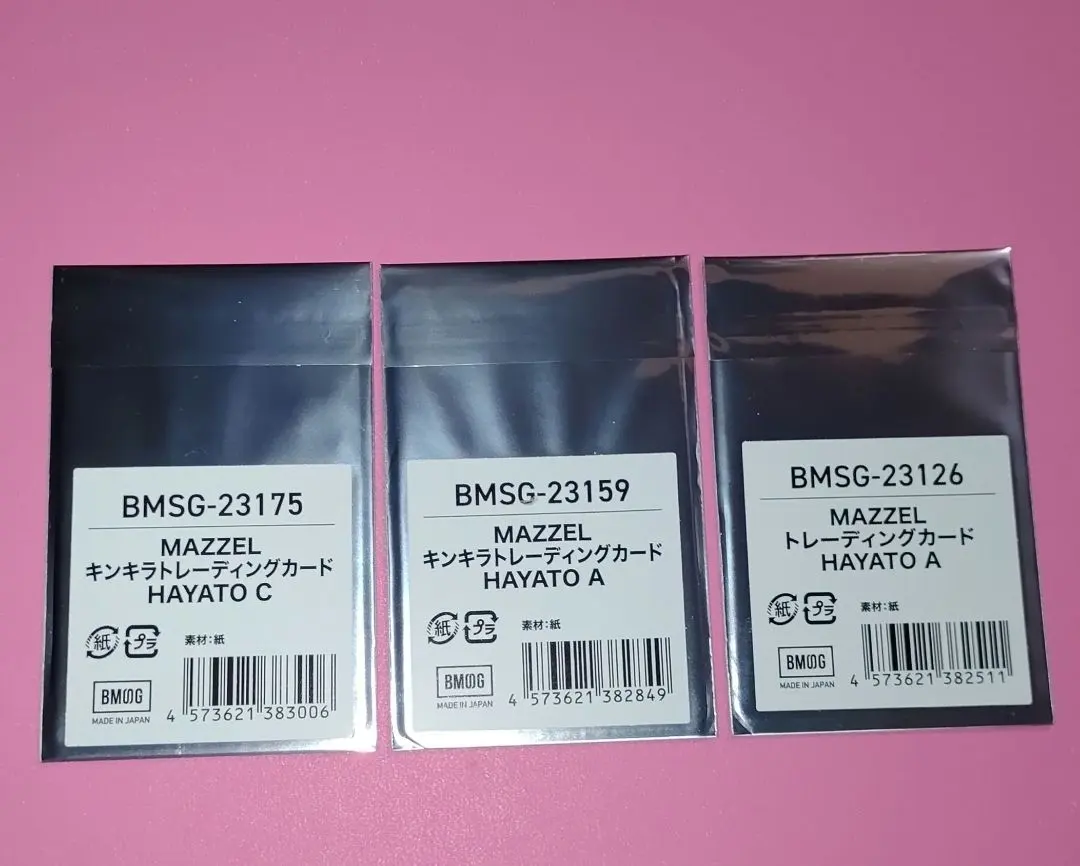 BMSG-23175
MAZZEL
キンキラトレーディングカード
HAYATO C
紙 プラ 素材:紙
BMSG
MADE IN JAPAN
4 573621 383006
BMSG-23159
MAZZEL
キンキラトレーディングカード
HAYATO A
紙 プラ 素材:紙
BMSG
MADE IN JAPAN
4 573621 382849
BMSG-23126
MAZZEL
トレーディングカード
HAYATO A
紙 プラ 素材:紙
BMSG
MADE IN JAPAN
4 573621 382511